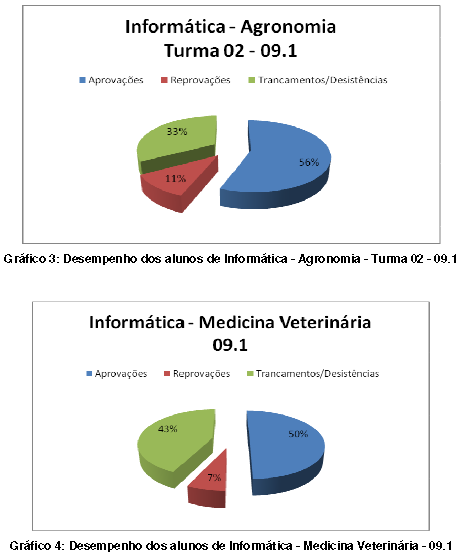 Informática - Agronomia
Turma 02 - 09.1
Aprovações Reprovações Trancamentos/Desistências
33%
56%
11%
Gráfico 3: Desempenho dos alunos de Informática - Agronomia - Turma 02 - 09.1
Informática - Medicina Veterinária
09.1
Aprovações Reprovações Trancamentos/Desistências
43%
50%
7%
Gráfico 4: Desempenho dos alunos de Informática - Medicina Veterinária - 09.1